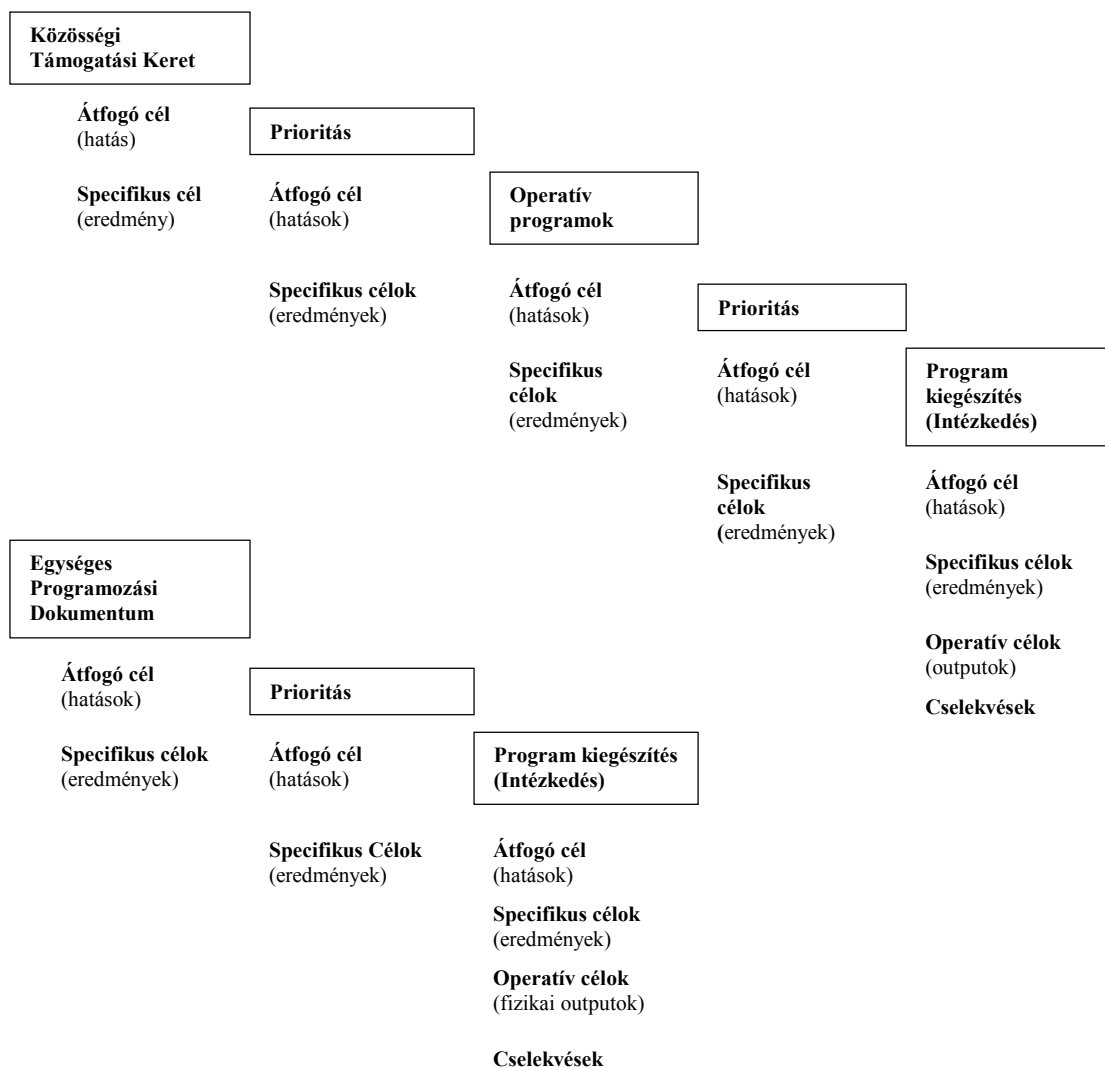 Közösségi
Támogatási Keret
Átfogó cél
(hatás)
Prioritás
Specifikus cél
(eredmény)
Átfogó cél
(hatások)
Operatív
programok
Specifikus célok
(eredmények)
Átfogó cél
(hatások)
Prioritás
Specifikus
célok
(eredmények)
Átfogó cél
(hatások)
Program
kiegészítés
(Intézkedés)
Specifikus
célok
(eredmények)
Átfogó cél
(hatások)
Specifikus célok
(eredmények)
Operatív célok
(outputok)
Cselekvések
Egységes
Programozási
Dokumentum
Átfogó cél
(hatások)
Prioritás
Specifikus célok
(eredmények)
Átfogó cél
(hatások)
Program kiegészítés
(Intézkedés)
Specifikus Célok
(eredmények)
Átfogó cél
(hatások)
Specifikus célok
(eredmények)
Operatív célok
(fizikai outputok)
Cselekvések